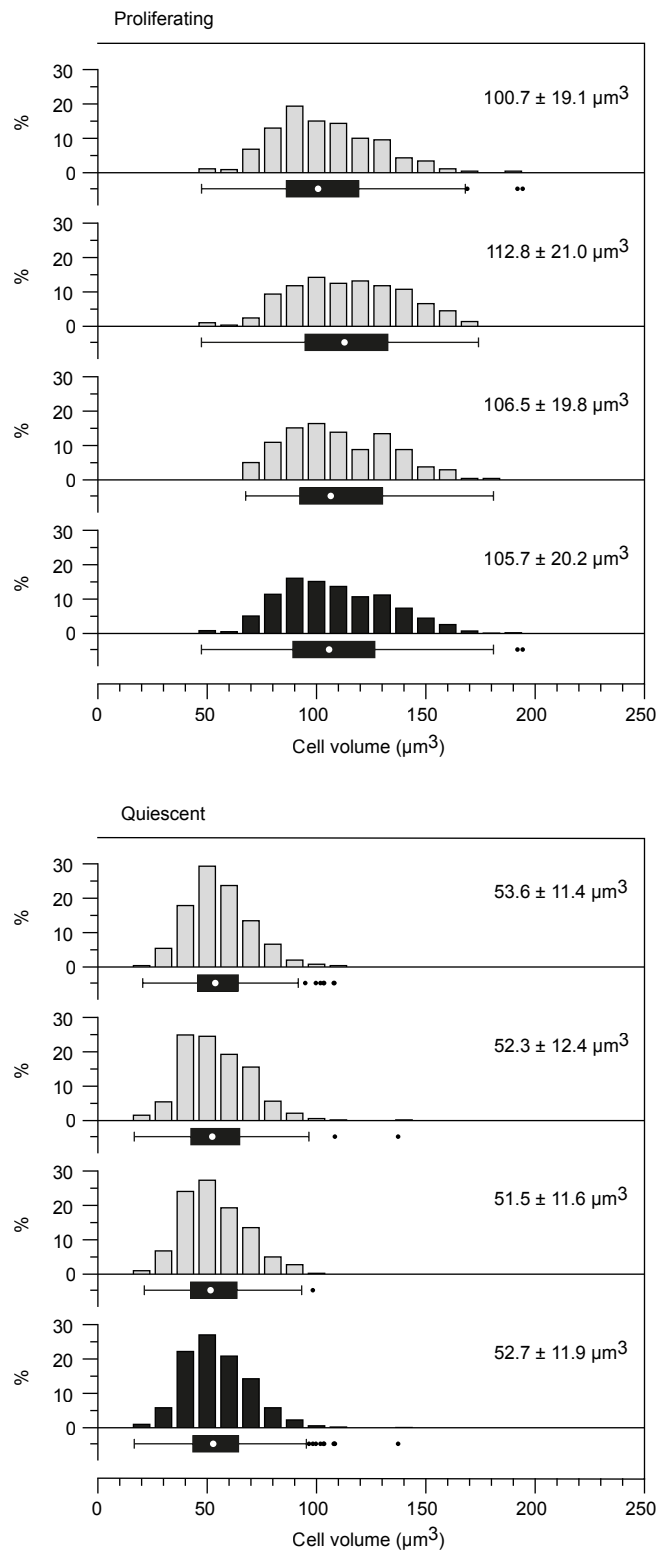 Proliferating
30
20
10
0
%
100.7 ± 19.1 µm³
30
20
10
0
%
112.8 ± 21.0 µm³
30
20
10
0
%
106.5 ± 19.8 µm³
30
20
10
0
%
105.7 ± 20.2 µm³
0 50 100 150 200 250
Cell volume (µm³)
Quiescent
30
20
10
0
%
53.6 ± 11.4 µm³
30
20
10
0
%
52.3 ± 12.4 µm³
30
20
10
0
%
51.5 ± 11.6 µm³
30
20
10
0
%
52.7 ± 11.9 µm³
0 50 100 150 200 250
Cell volume (µm³)